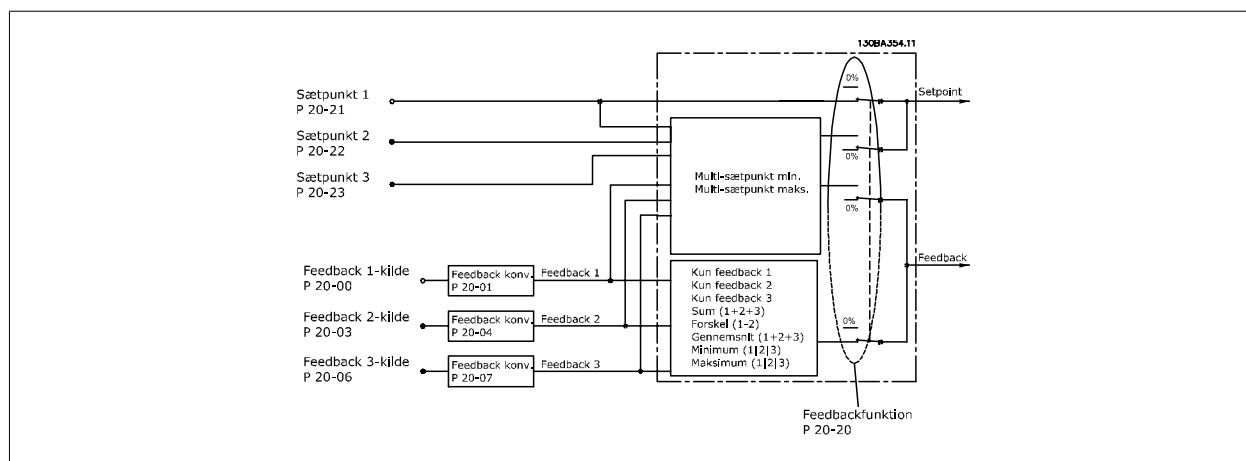 130BA354.11
0%
Sætpunkt 1
P 20-21
Setpoint
Sætpunkt 2
P 20-22
0%
Sætpunkt 3
P 20-23
Multi-sætpunkt min.
Multi-sætpunkt maks.
0%
Feedback
Feedback 1-kilde
P 20-00
Feedback konv.
P 20-01
Feedback 1
Feedback 2-kilde
P 20-03
Feedback konv.
P 20-04
Feedback 2
Feedback 3-kilde
P 20-06
Feedback konv.
P 20-07
Feedback 3
Kun feedback 1
Kun feedback 2
Kun feedback 3
Sum (1+2+3)
Forskel (1-2)
Gennemsnit (1+2+3)
Minimum (1|2|3)
Maksimum (1|2|3)
0%
Feedbackfunktion
P 20-20